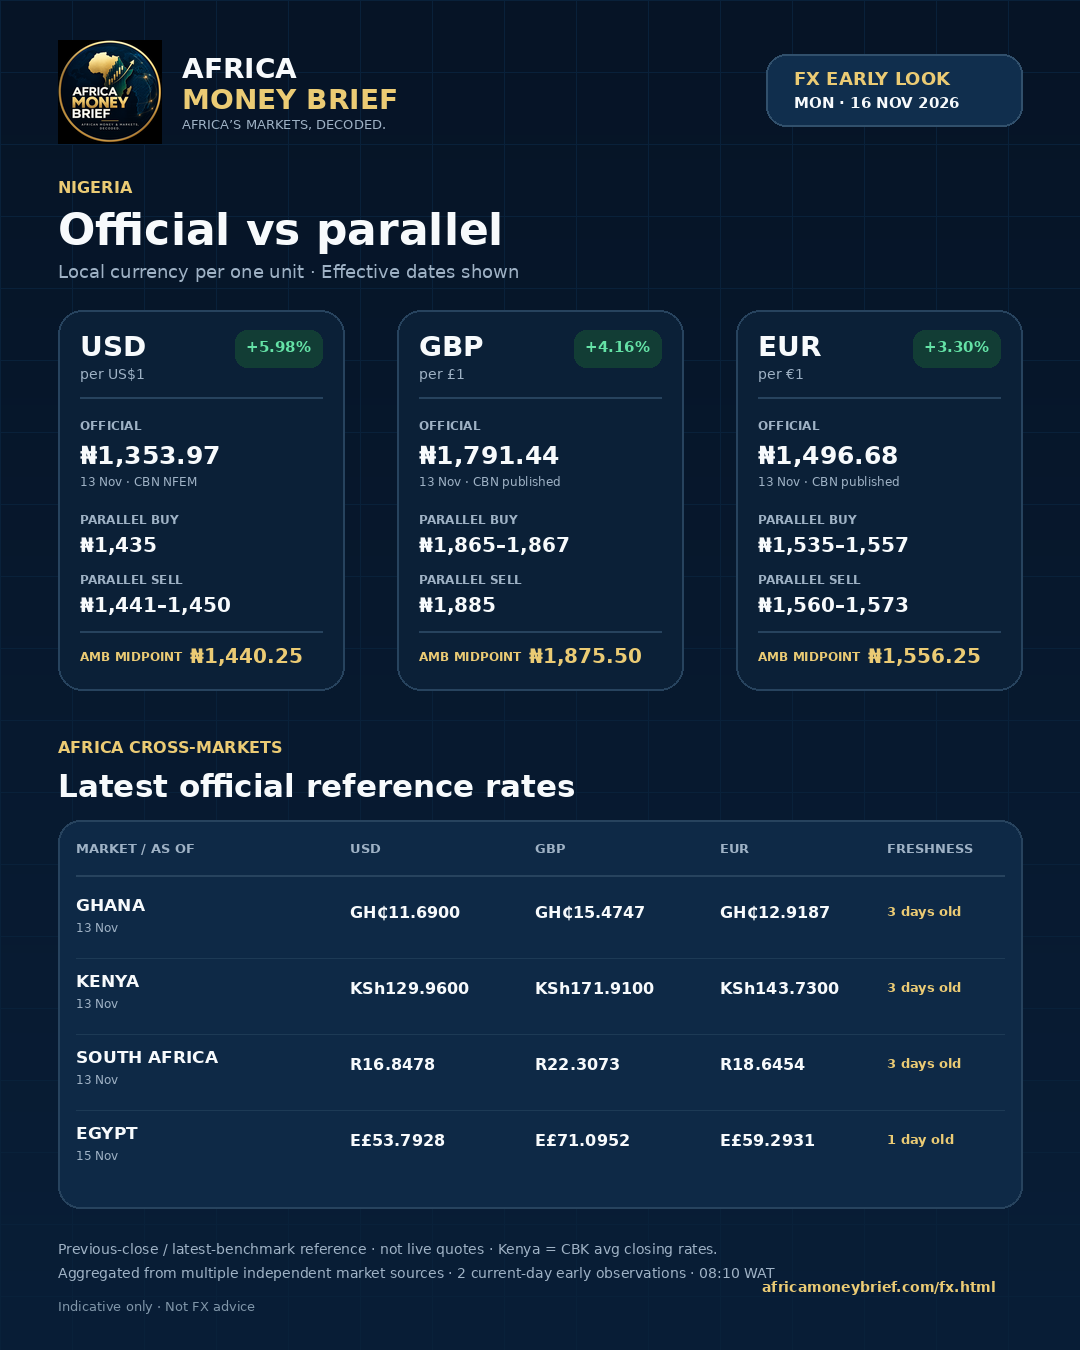 AFRICA
MONEY
BRIEF
AFRICAN MONEY & MARKETS
DECODED
AFRICA
MONEY BRIEF
AFRICA’S MARKETS, DECODED.
FX EARLY LOOK
MON · 16 NOV 2026
NIGERIA
Official vs parallel
Local currency per one unit · Effective dates shown
USD
+5.98%
per US$1
OFFICIAL
₦1,353.97
13 Nov · CBN NFEM
PARALLEL BUY
₦1,435
PARALLEL SELL
₦1,441–1,450
AMB MIDPOINT ₦1,440.25
GBP
+4.16%
per £1
OFFICIAL
₦1,791.44
13 Nov · CBN published
PARALLEL BUY
₦1,865–1,867
PARALLEL SELL
₦1,885
AMB MIDPOINT ₦1,875.50
EUR
+3.30%
per €1
OFFICIAL
₦1,496.68
13 Nov · CBN published
PARALLEL BUY
₦1,535–1,557
PARALLEL SELL
₦1,560–1,573
AMB MIDPOINT ₦1,556.25
AFRICA CROSS-MARKETS
Latest official reference rates
MARKET / AS OF USD GBP EUR FRESHNESS
GHANA GH₵11.6900 GH₵15.4747 GH₵12.9187 3 days old
13 Nov
KENYA KSh129.9600 KSh171.9100 KSh143.7300 3 days old
13 Nov
SOUTH AFRICA R16.8478 R22.3073 R18.6454 3 days old
13 Nov
EGYPT E£53.7928 E£71.0952 E£59.2931 1 day old
15 Nov
Previous-close / latest-benchmark reference · not live quotes · Kenya = CBK avg closing rates.
Aggregated from multiple independent market sources · 2 current-day early observations · 08:10 WAT
africamoneybrief.com/fx.html
Indicative only · Not FX advice